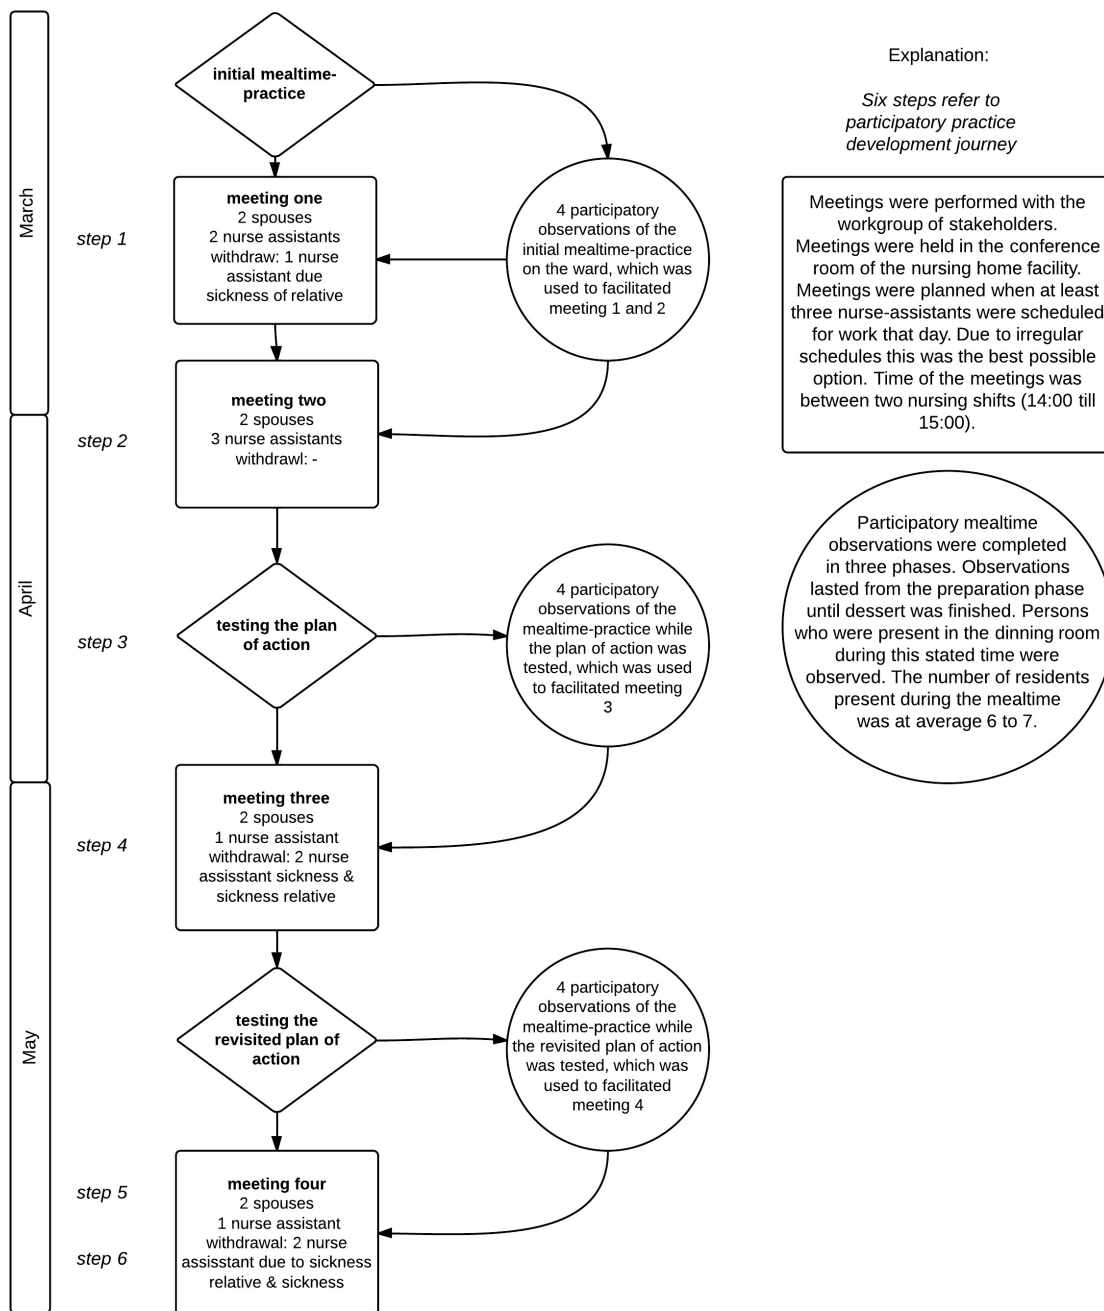 March
April
May
step 1
step 2
step 3
step 4
step 5
step 6
initial mealtime-
practice
meeting one
2 spouses
2 nurse assistants
withdraw: 1 nurse
assistant due
sickness of relative
4 participatory
observations of the
initial mealtime-practice
on the ward, which was
used to facilitated
meeting 1 and 2
meeting two
2 spouses
3 nurse assistants
withdrawl: -
testing the plan
of action
4 participatory
observations of the
mealtime-practice while
the plan of action was
tested, which was used
to facilitated meeting
3
meeting three
2 spouses
1 nurse assistant
withdrawal: 2 nurse
assisstant sickness &
sickness relative
testing the
revisited plan of
action
4 participatory
observations of the
mealtime-practice while
the revisited plan of action
was tested, which was
used to facilitated
meeting 4
meeting four
2 spouses
1 nurse assistant
withdrawal: 2 nurse
assisstant due to sickness
relative & sickness
Explanation:
Six steps refer to
participatory practice
development journey
Meetings were performed with the
workgroup of stakeholders.
Meetings were held in the conference
room of the nursing home facility.
Meetings were planned when at least
three nurse-assistants were scheduled
for work that day. Due to irregular
schedules this was the best possible
option. Time of the meetings was
between two nursing shifts (14:00 till
15:00).
Participatory mealtime
observations were completed
in three phases. Observations
lasted from the preparation phase
until dessert was finished. Persons
who were present in the dinning room
during this stated time were
observed. The number of residents
present during the mealtime
was at average 6 to 7.